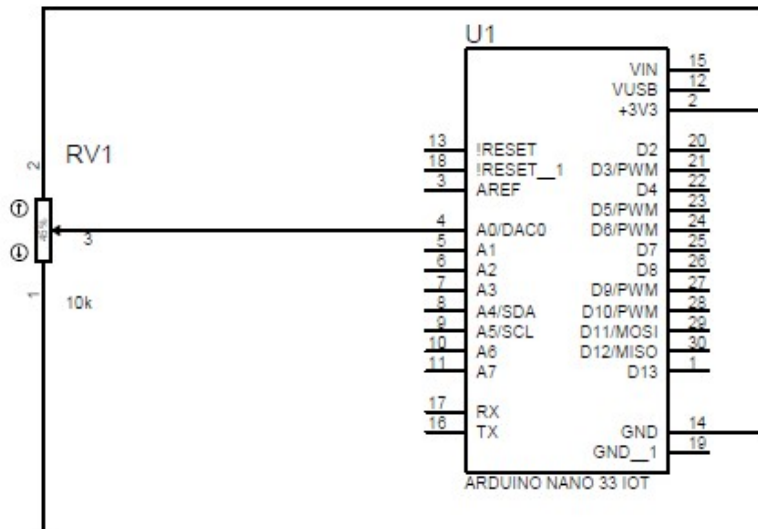 U1
VIN 15
VUSB 12
+3V3 2
13 !RESET D2 20
18 !RESET__1 D3/PWM 21
3 AREF D4 22
D5/PWM 23
4 A0/DAC0 D6/PWM 24
5 A1 D7 25
6 A2 D8 26
7 A3 D9/PWM 27
8 A4/SDA D10/PWM 28
9 A5/SCL D11/MOSI 29
10 A6 D12/MISO 30
11 A7 D13 1
17 RX
16 TX GND 14
GND__1 19
ARDUINO NANO 33 IOT
RV1
2
3
1
10k